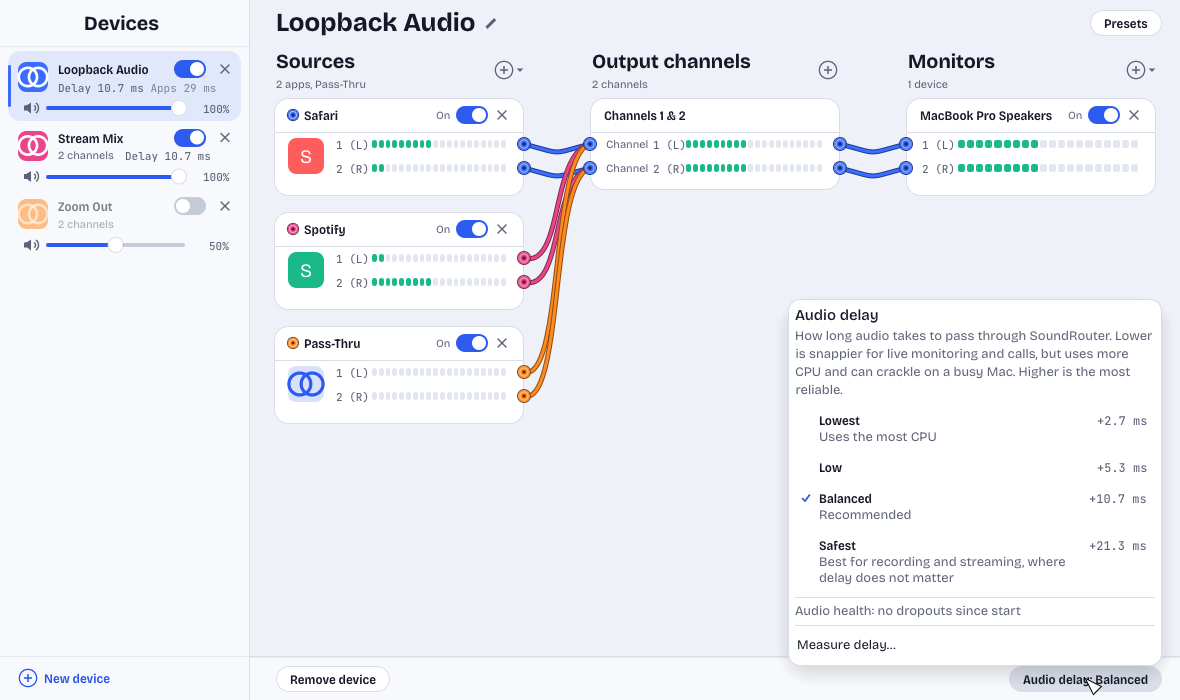 Devices
Loopback Audio
Delay 10.7 ms Apps 29 ms
100%
Stream Mix
2 channels Delay 10.7 ms
100%
Zoom Out
2 channels
50%
New device
Loopback Audio
Presets
Sources
2 apps, Pass-Thru
Safari On
S
1 (L)
2 (R)
Spotify On
S
1 (L)
2 (R)
Pass-Thru On
1 (L)
2 (R)
Output channels
2 channels
Channels 1 & 2
Channel 1 (L)
Channel 2 (R)
Monitors
1 device
MacBook Pro Speakers On
1 (L)
2 (R)
Audio delay
How long audio takes to pass through SoundRouter. Lower
is snappier for live monitoring and calls, but uses more
CPU and can crackle on a busy Mac. Higher is the most
reliable.
Lowest +2.7 ms
Uses the most CPU
Low +5.3 ms
Balanced +10.7 ms
Recommended
Safest +21.3 ms
Best for recording and streaming, where
delay does not matter
Audio health: no dropouts since start
Measure delay...
Remove device
Audio delay: Balanced